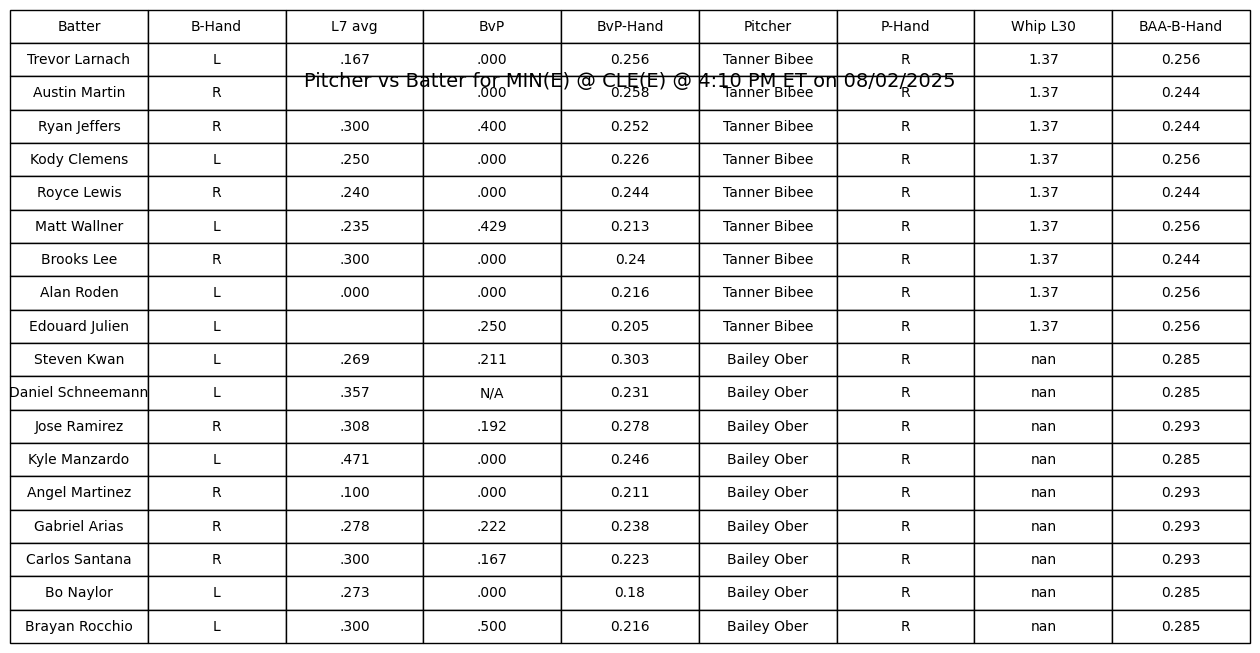 Batter B-Hand L7 avg BvP BvP-Hand Pitcher P-Hand Whip L30 BAA-B-Hand
Trevor Larnach L .167 .000 0.256 Tanner Bibee R 1.37 0.256
Pitcher vs Batter for MIN(E) @ CLE(E) @ 4:10 PM ET on 08/02/2025
Austin Martin R .000 0.258 Tanner Bibee R 1.37 0.244
Ryan Jeffers R .300 .400 0.252 Tanner Bibee R 1.37 0.244
Kody Clemens L .250 .000 0.226 Tanner Bibee R 1.37 0.256
Royce Lewis R .240 .000 0.244 Tanner Bibee R 1.37 0.244
Matt Wallner L .235 .429 0.213 Tanner Bibee R 1.37 0.256
Brooks Lee R .300 .000 0.24 Tanner Bibee R 1.37 0.244
Alan Roden L .000 .000 0.216 Tanner Bibee R 1.37 0.256
Edouard Julien L .250 0.205 Tanner Bibee R 1.37 0.256
Steven Kwan L .269 .211 0.303 Bailey Ober R nan 0.285
Daniel Schneemann L .357 N/A 0.231 Bailey Ober R nan 0.285
Jose Ramirez R .308 .192 0.278 Bailey Ober R nan 0.293
Kyle Manzardo L .471 .000 0.246 Bailey Ober R nan 0.285
Angel Martinez R .100 .000 0.211 Bailey Ober R nan 0.293
Gabriel Arias R .278 .222 0.238 Bailey Ober R nan 0.293
Carlos Santana R .300 .167 0.223 Bailey Ober R nan 0.293
Bo Naylor L .273 .000 0.18 Bailey Ober R nan 0.285
Brayan Rocchio L .300 .500 0.216 Bailey Ober R nan 0.285